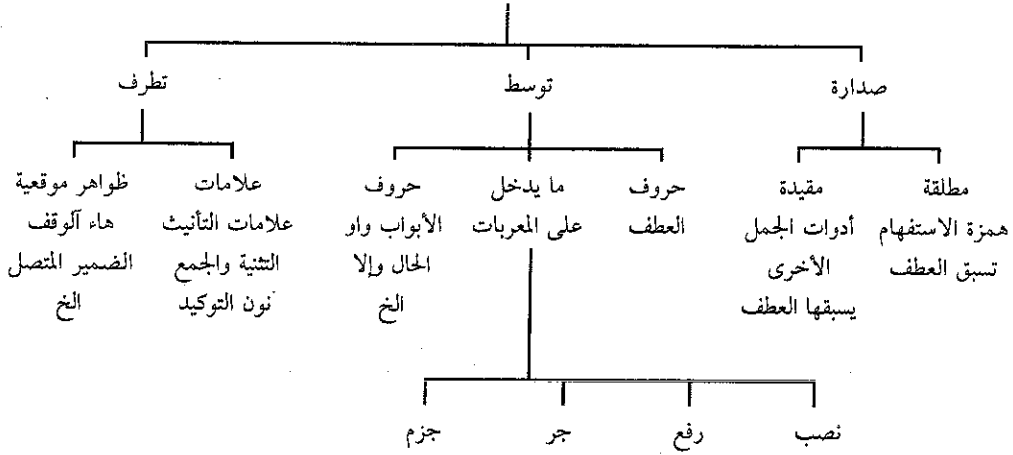 صدارة
توسط
تطرف
مطلقة
همزة الاستفهام
تسبق العطف
مقيدة
أدوات الجمل
الأخرى
يسبقها العطف
حروف
العطف
ما يدخل
على المعربات
حروف
الأبواب واو
الحال وإلا
الخ
علامات
علامات التأنيث
التثنية والجمع
نون التوكيد
ظواهر موقعية
هاء آلوقف
الضمير المتصل
الخ
نصب
رفع
جر
جزم